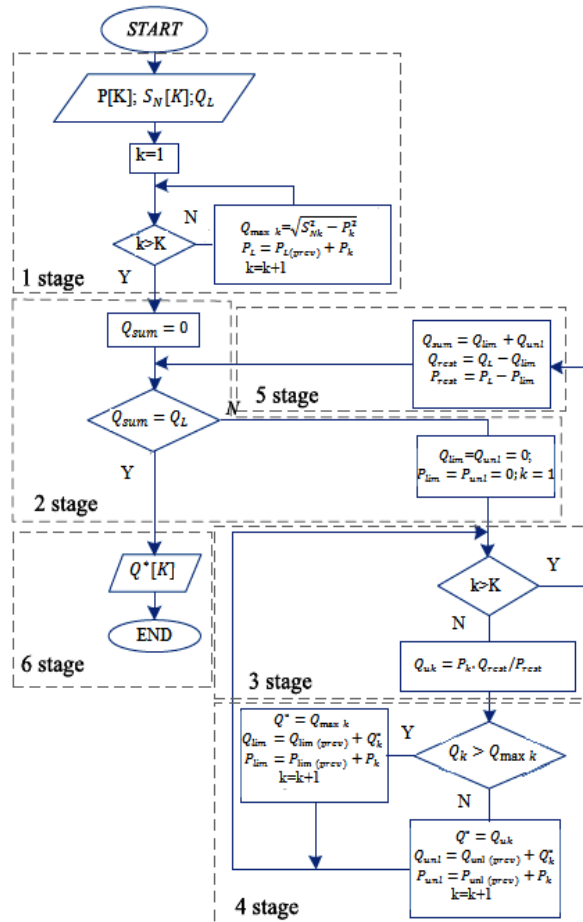 START
P[K]; S_N[K];Q_L
k=1
N
Q_max k=√S²_Nk − P²_k
P_L = P_L(prev) + P_k
k=k+1
k>K
Y
1 stage
Q_sum = 0
Q_sum = Q_lim + Q_unl
Q_rest = Q_L − Q_lim
P_rest = P_L − P_lim
5 stage
N
Q_sum = Q_L
Y
Q_lim=Q_unl = 0;
P_lim = P_unl = 0; k = 1
2 stage
Q*[K]
END
6 stage
k>K
Y
N
Q_uk = P_k. Q_rest/P_rest
3 stage
Q* = Q_max k
Q_lim = Q_lim (prev) + Q*_k
P_lim = P_lim (prev) + P_k
k=k+1
Y
Q_k > Q_max k
N
Q* = Q_uk
Q_unl = Q_unl (prev) + Q*_k
P_unl = P_unl (prev) + P_k
k=k+1
4 stage